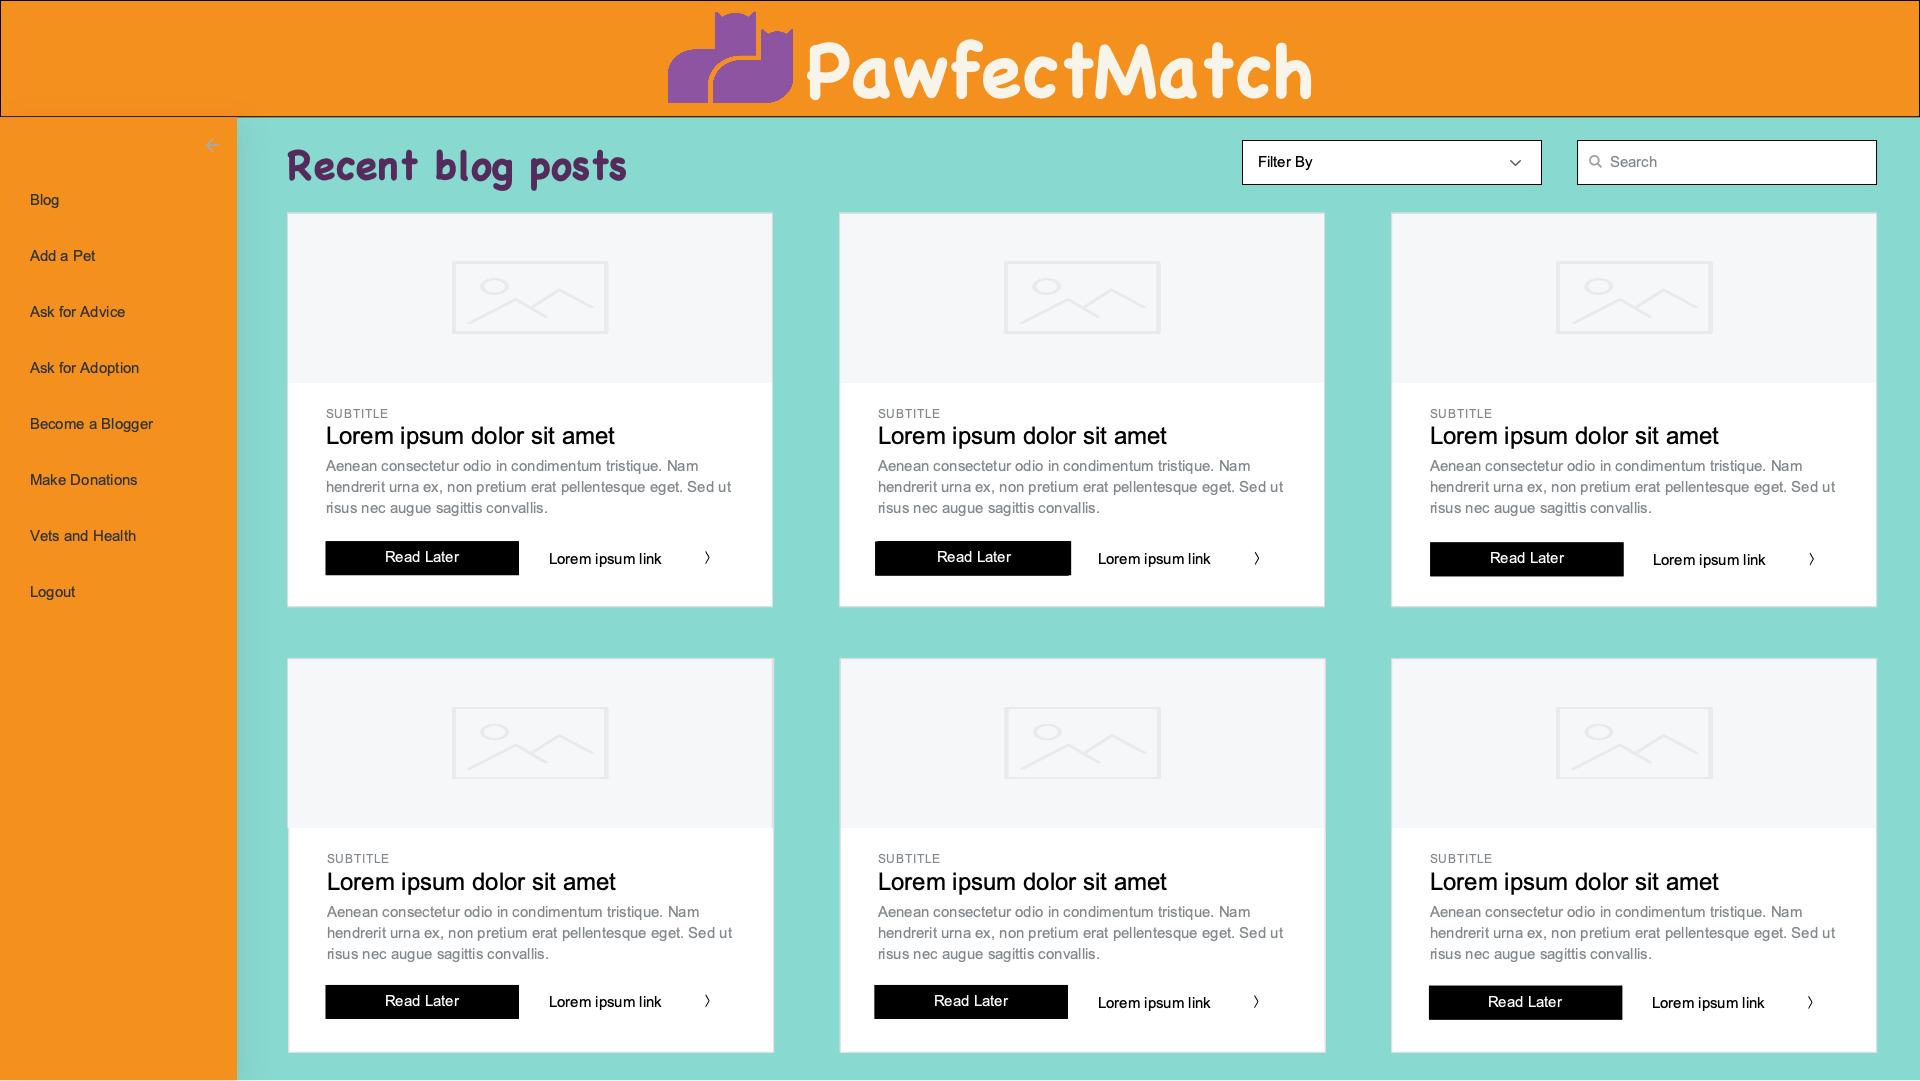 PawfectMatch
Blog
Add a Pet
Ask for Advice
Ask for Adoption
Become a Blogger
Make Donations
Vets and Health
Logout
Recent blog posts
Filter By
Search
SUBTITLE
Lorem ipsum dolor sit amet
Aenean consectetur odio in condimentum tristique. Nam
hendrerit urna ex, non pretium erat pellentesque eget. Sed ut
risus nec augue sagittis convallis.
Read Later
Lorem ipsum link
SUBTITLE
Lorem ipsum dolor sit amet
Aenean consectetur odio in condimentum tristique. Nam
hendrerit urna ex, non pretium erat pellentesque eget. Sed ut
risus nec augue sagittis convallis.
Read Later
Lorem ipsum link
SUBTITLE
Lorem ipsum dolor sit amet
Aenean consectetur odio in condimentum tristique. Nam
hendrerit urna ex, non pretium erat pellentesque eget. Sed ut
risus nec augue sagittis convallis.
Read Later
Lorem ipsum link
SUBTITLE
Lorem ipsum dolor sit amet
Aenean consectetur odio in condimentum tristique. Nam
hendrerit urna ex, non pretium erat pellentesque eget. Sed ut
risus nec augue sagittis convallis.
Read Later
Lorem ipsum link
SUBTITLE
Lorem ipsum dolor sit amet
Aenean consectetur odio in condimentum tristique. Nam
hendrerit urna ex, non pretium erat pellentesque eget. Sed ut
risus nec augue sagittis convallis.
Read Later
Lorem ipsum link
SUBTITLE
Lorem ipsum dolor sit amet
Aenean consectetur odio in condimentum tristique. Nam
hendrerit urna ex, non pretium erat pellentesque eget. Sed ut
risus nec augue sagittis convallis.
Read Later
Lorem ipsum link